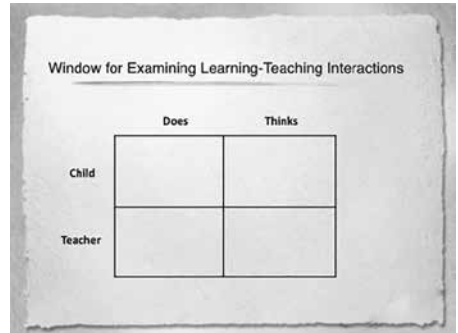 Window for Examining Learning-Teaching Interactions
Does Thinks
Child
Teacher